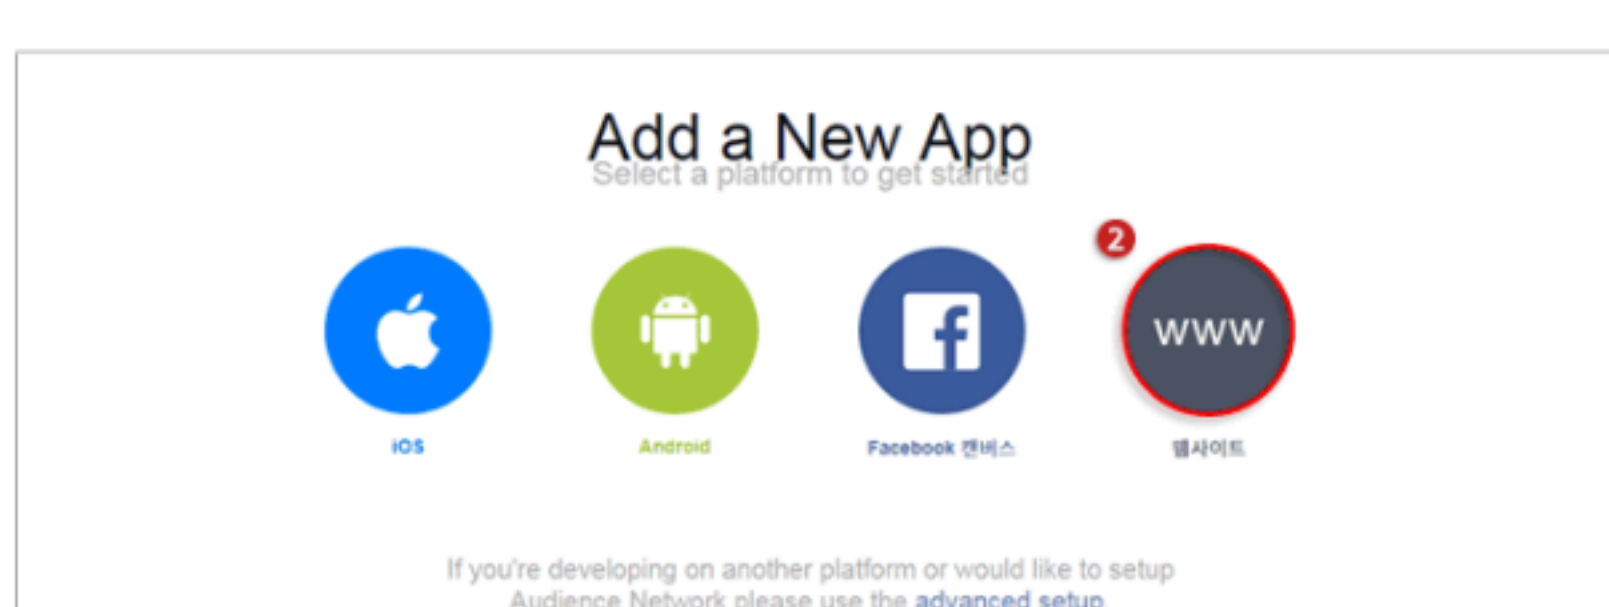 Add a New App
Select a platform to get started
2
www
iOS
Android
Facebook 캔버스
웹사이트
If you're developing on another platform or would like to setup
Audience Network please use the advanced setup.